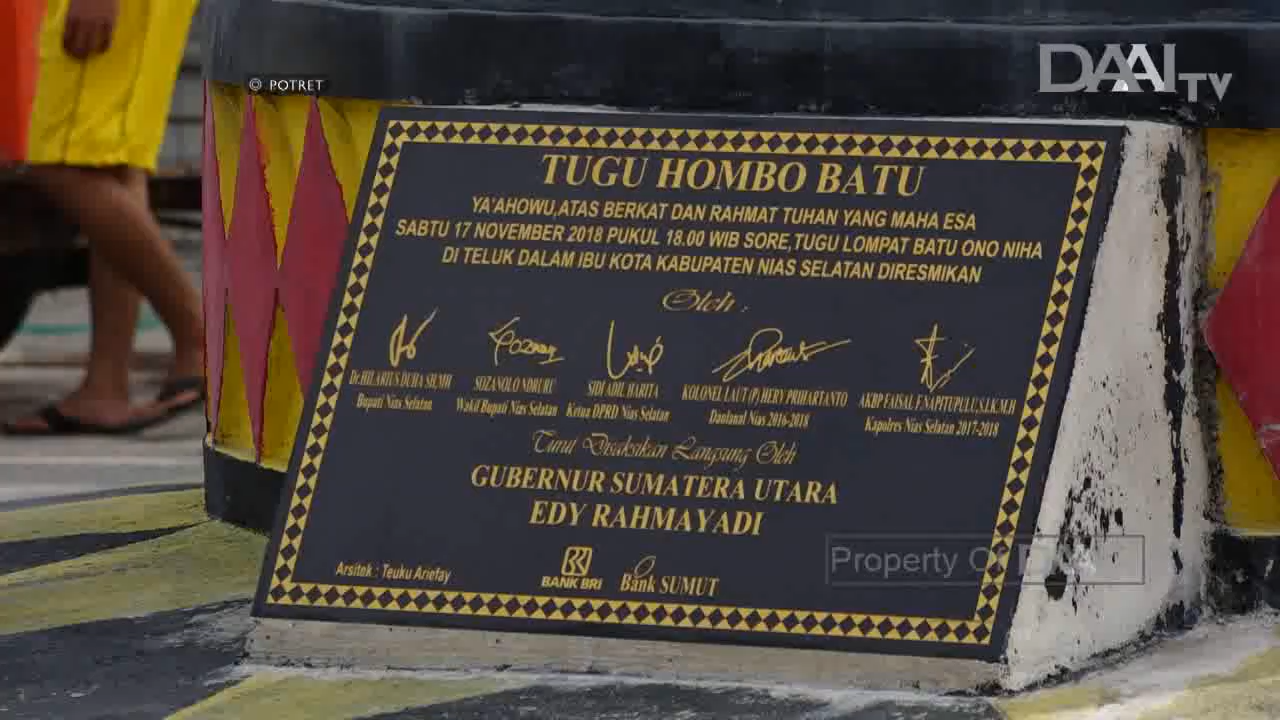 © POTRET
DAAI TV
TUGU HOMBO BATU
YA'AHOWU,ATAS BERKAT DAN RAHMAT TUHAN YANG MAHA ESA
SABTU 17 NOVEMBER 2018 PUKUL 18.00 WIB SORE,TUGU LOMPAT BATU ONO NIHA
DI TELUK DALAM IBU KOTA KABUPATEN NIAS SELATAN DIRESMIKAN
Oleh :
Dr.HILARIUS DUHA SH.MH
Bupati Nias Selatan
SOZANOLO NDRURU
Wakil Bupati Nias Selatan
SIDI ADIL HARITA
Ketua DPRD Nias Selatan
KOLONEL LAUT (P) HERY PRIHARTANTO
Danlanal Nias 2016-2018
AKBP FAISAL F.NAPITUPULU,S.I.K.M.H
Kapolres Nias Selatan 2017-2018
Turut Disaksikan Langsung Oleh
GUBERNUR SUMATERA UTARA
EDY RAHMAYADI
Arsitek : Teuku Ariefay
BANK BRI
Bank SUMUT
Property Of DAAI